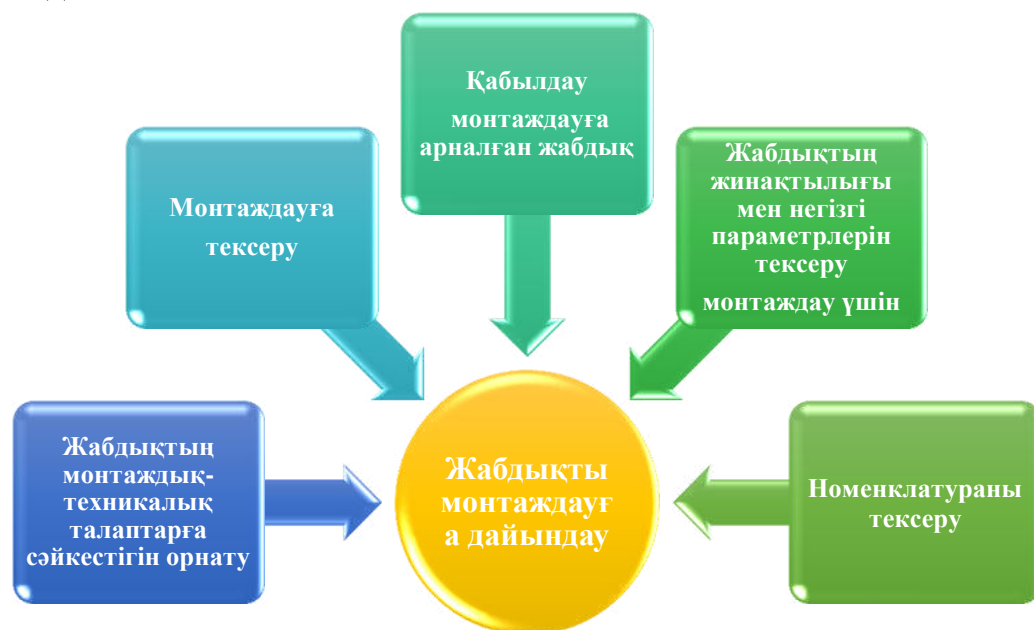 Қабылдау
монтаждауға
арналған жабдық
Монтаждауға
тексеру
Жабдықтың
жинақтылығы
мен негізгі
параметрлерін
тексеру
монтаждау үшін
Жабдықтың
монтаждық-
техникалық
талаптарға
сәйкестігін орнату
Жабдықты
монтаждауғ
а дайындау
Номенклатураны
тексеру